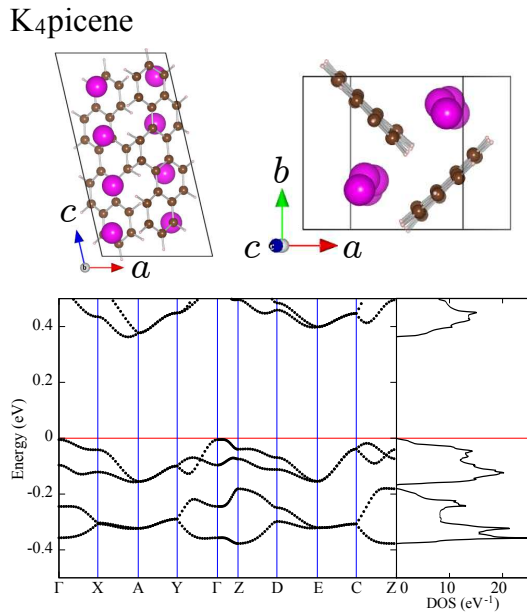 K₄picene
c
b
a
b
c
a
Energy (eV)
0.4
0.2
0
-0.2
-0.4
Γ X A Y Γ Z D E C Z 0 10 20
DOS (eV⁻¹)